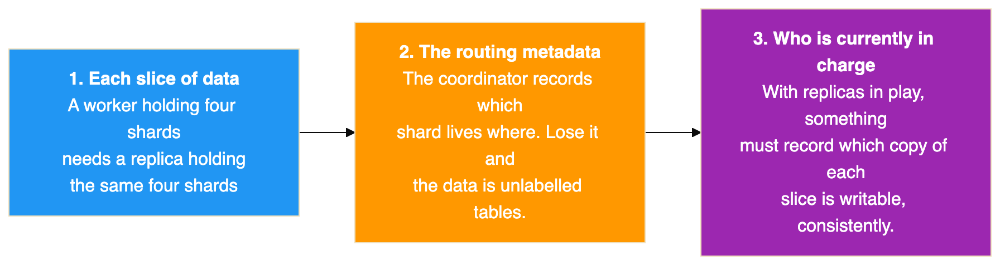 1. Each slice of data
A worker holding four
shards
needs a replica holding
the same four shards
2. The routing metadata
The coordinator records
which
shard lives where. Lose it
and
the data is unlabelled
tables.
3. Who is currently in
charge
With replicas in play,
something
must record which copy of
each
slice is writable,
consistently.